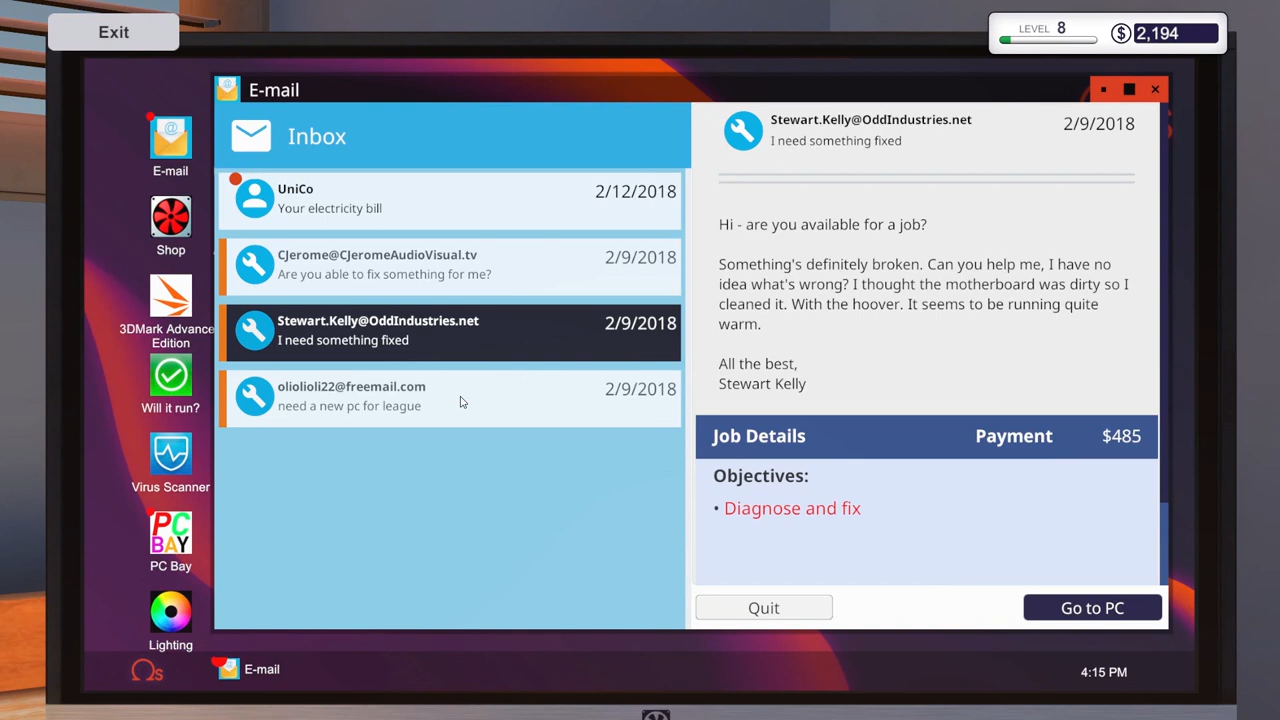 Exit
LEVEL 8
$ 2,194
E-mail
Inbox
UniCo
2/12/2018
Your electricity bill
CJerome@CJeromeAudioVisual.tv
2/9/2018
Are you able to fix something for me?
Stewart.Kelly@OddIndustries.net
2/9/2018
I need something fixed
oliolioli22@freemail.com
2/9/2018
need a new pc for league
Stewart.Kelly@OddIndustries.net
2/9/2018
I need something fixed
Hi - are you available for a job?
Something's definitely broken. Can you help me, I have no
idea what's wrong? I thought the motherboard was dirty so I
cleaned it. With the hoover. It seems to be running quite
warm.
All the best,
Stewart Kelly
Job Details
Payment
$485
Objectives:
• Diagnose and fix
Quit
Go to PC
E-mail
Shop
3DMark Advance
Edition
Will it run?
Virus Scanner
PC
BAY
PC Bay
Lighting
Ωs
E-mail
4:15 PM